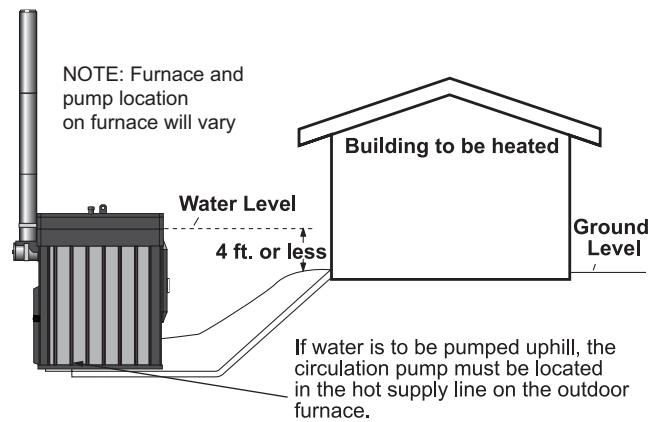 NOTE: Furnace and
pump location
on furnace will vary
Building to be heated
Water Level
4 ft. or less
Ground
Level
If water is to be pumped uphill, the
circulation pump must be located
in the hot supply line on the outdoor
furnace.